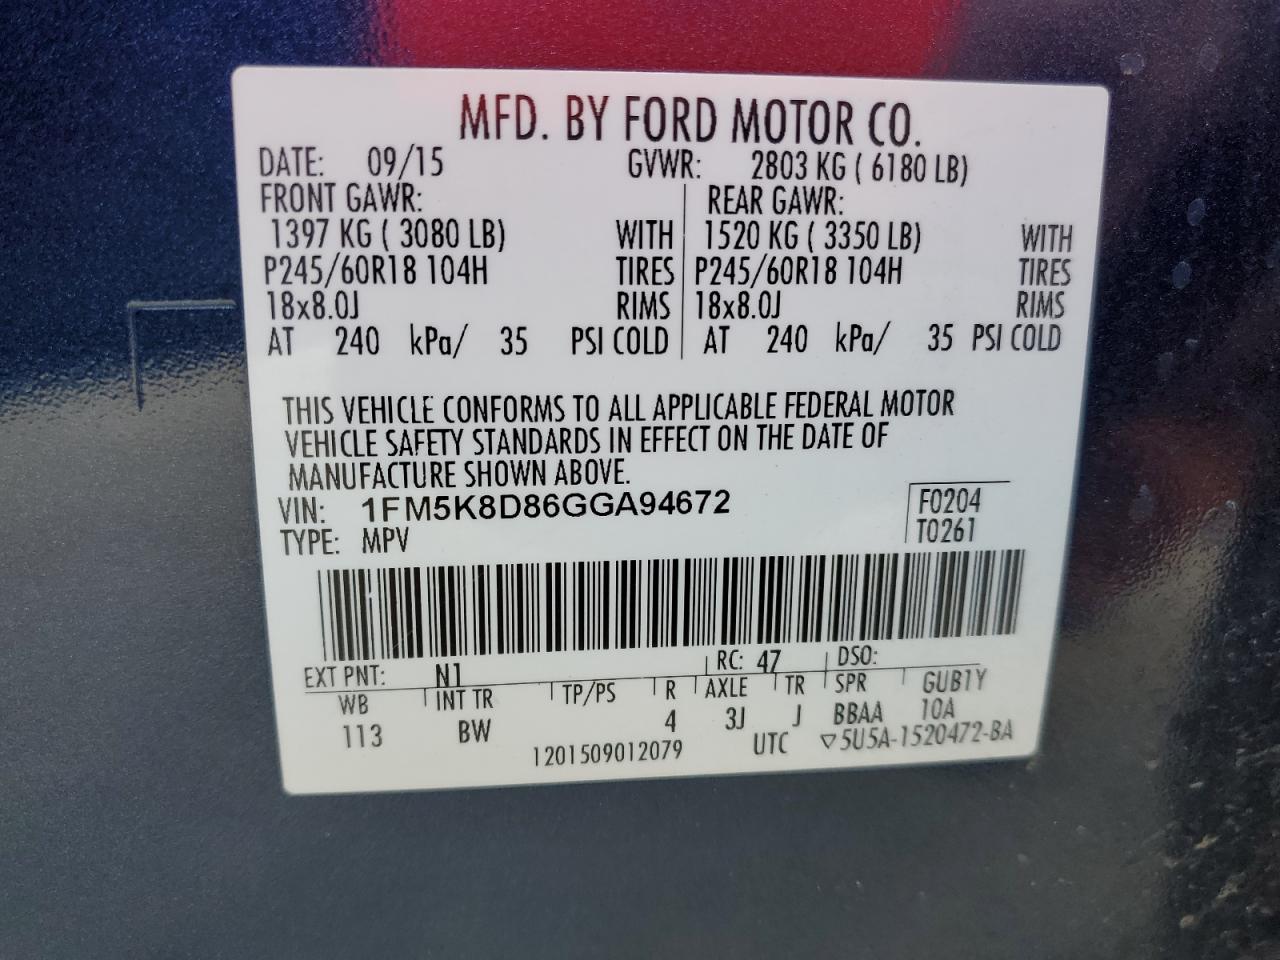 MFD. BY FORD MOTOR CO.
DATE: 09/15 GVWR: 2803 KG ( 6180 LB)
FRONT GAWR: REAR GAWR:
1397 KG ( 3080 LB) WITH 1520 KG ( 3350 LB) WITH
P245/60R18 104H TIRES P245/60R18 104H TIRES
18x8.0J RIMS 18x8.0J RIMS
AT 240 kPa/ 35 PSI COLD AT 240 kPa/ 35 PSI COLD
THIS VEHICLE CONFORMS TO ALL APPLICABLE FEDERAL MOTOR
VEHICLE SAFETY STANDARDS IN EFFECT ON THE DATE OF
MANUFACTURE SHOWN ABOVE.
VIN: 1FM5K8D86GGA94672 F0204
TYPE: MPV T0261
EXT PNT: N1 RC: 47 DSO:
WB INT TR TP/PS R AXLE TR SPR GUB1Y
113 BW 4 3J J BBAA 10A
1201509012079 UTC ▽5U5A-1520472-BA